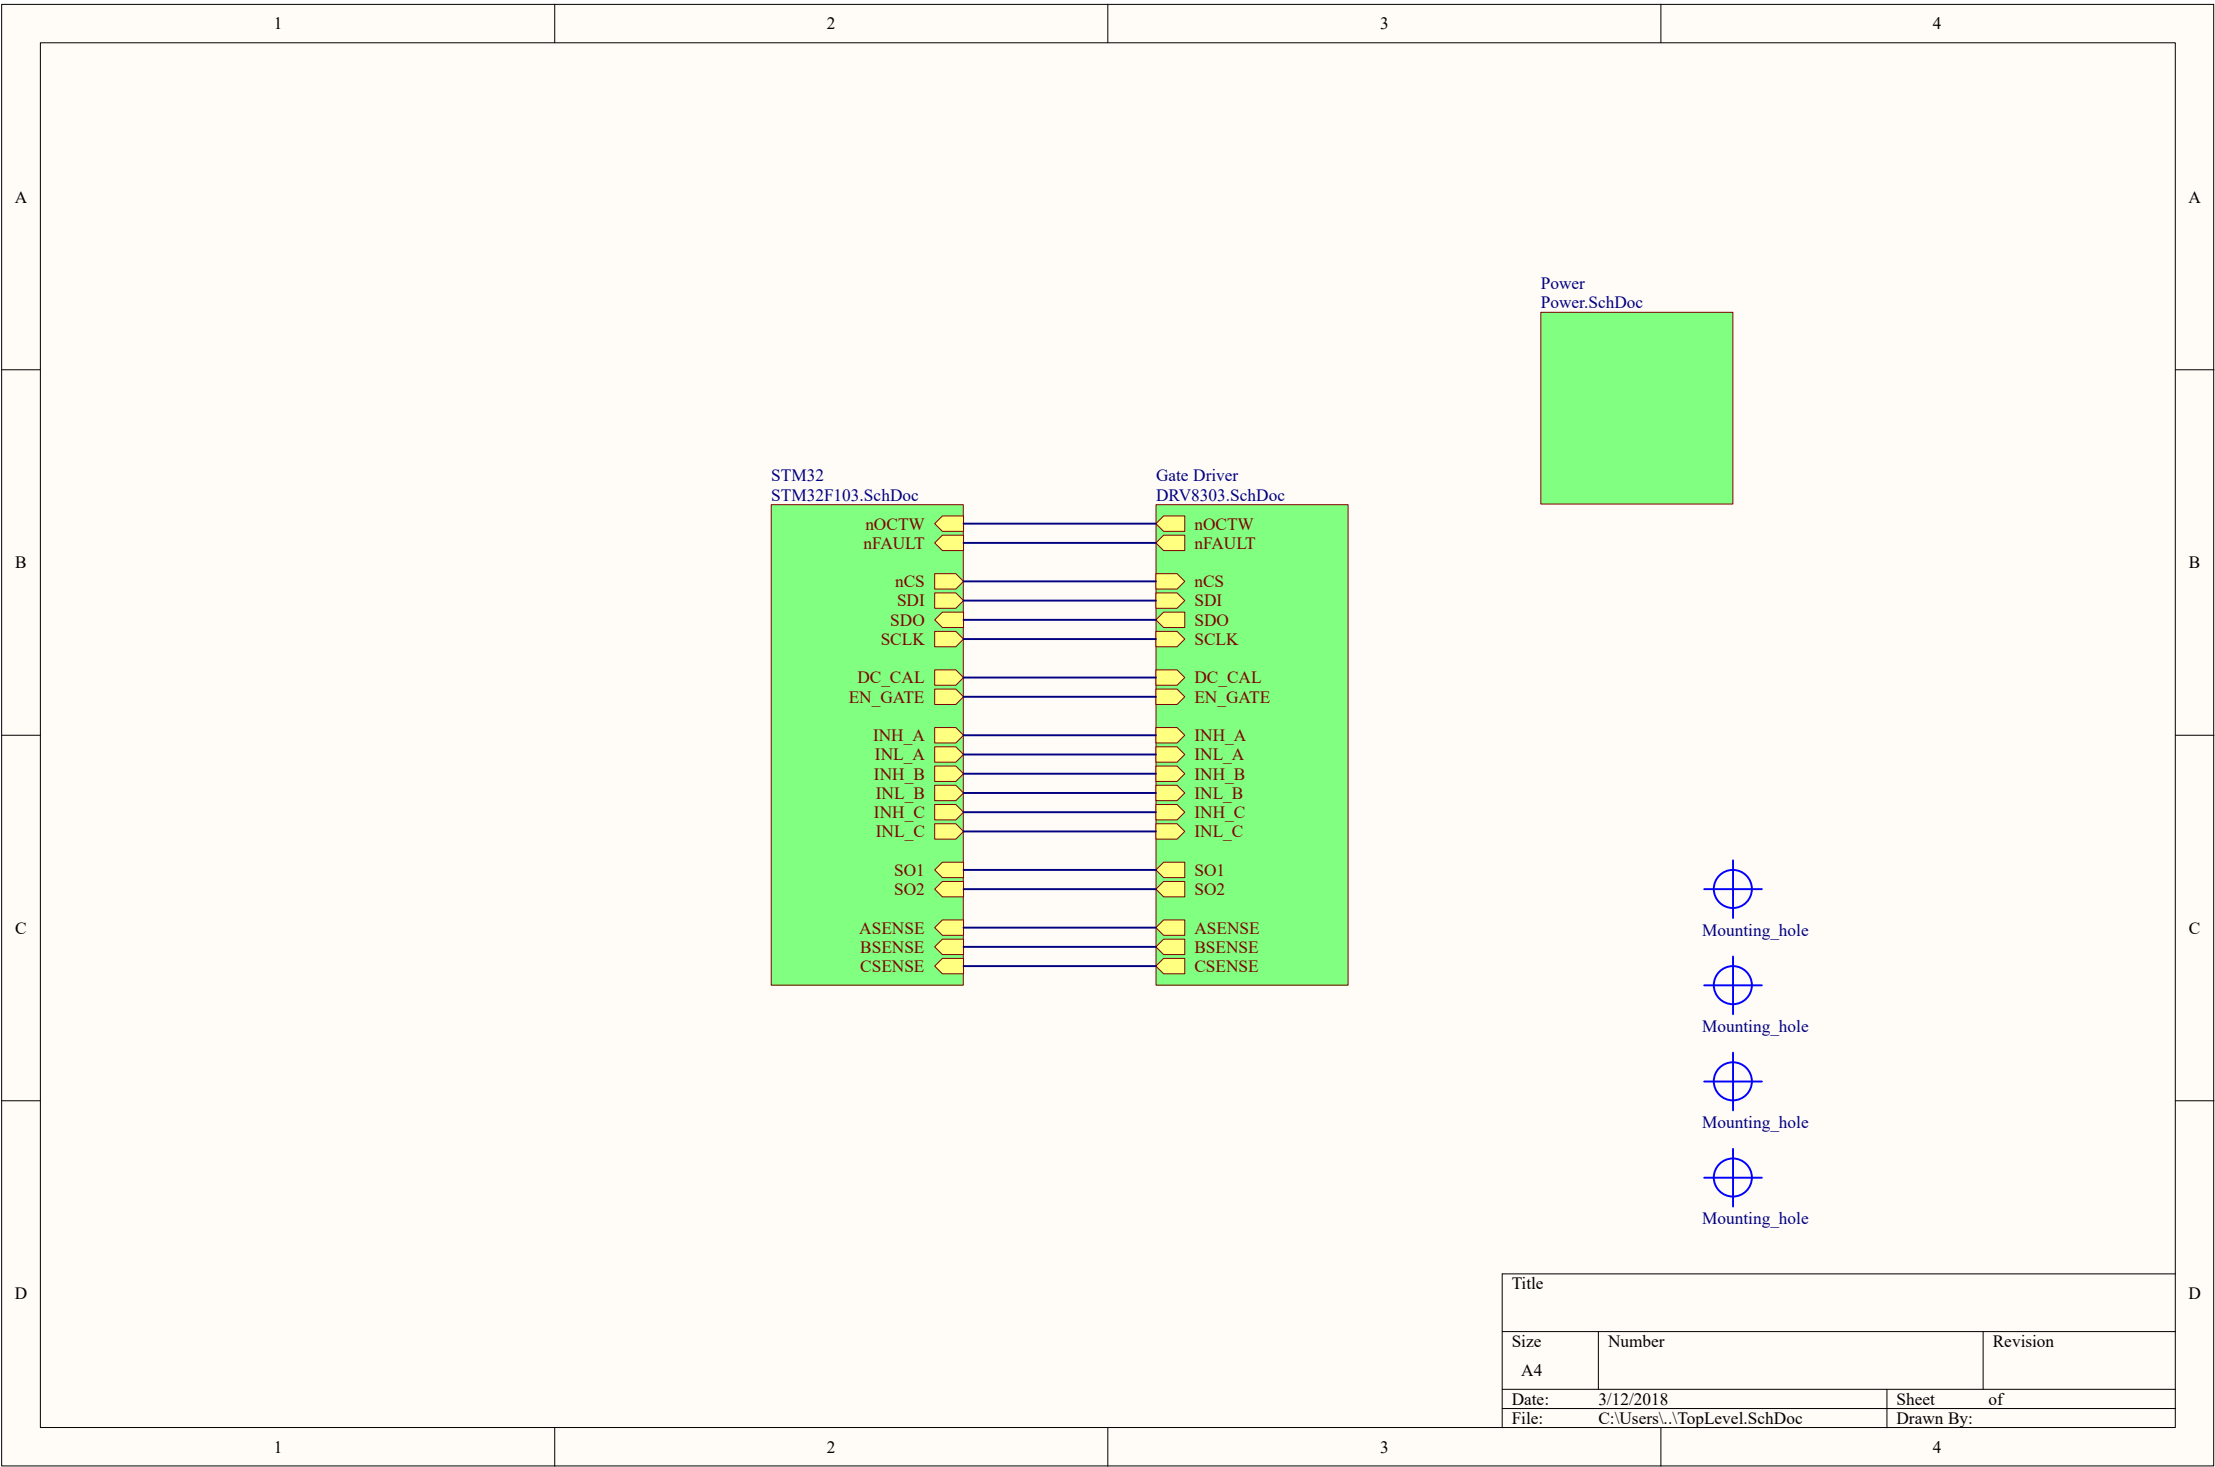 1 2 3 4
A A
Power
Power.SchDoc
STM32
STM32F103.SchDoc
Gate Driver
DRV8303.SchDoc
nOCTW nOCTW
nFAULT nFAULT
B B
nCS nCS
SDI SDI
SDO SDO
SCLK SCLK
DC_CAL DC_CAL
EN_GATE EN_GATE
INH_A INH_A
INL_A INL_A
INH_B INH_B
INL_B INL_B
INH_C INH_C
INL_C INL_C
SO1 SO1
SO2 SO2
C C
ASENSE ASENSE
BSENSE BSENSE
CSENSE CSENSE
Mounting_hole
Mounting_hole
Mounting_hole
Mounting_hole
D D
Title
Size Number Revision
A4
Date: 3/12/2018 Sheet of
File: C:\Users\..\TopLevel.SchDoc Drawn By:
1 2 3 4